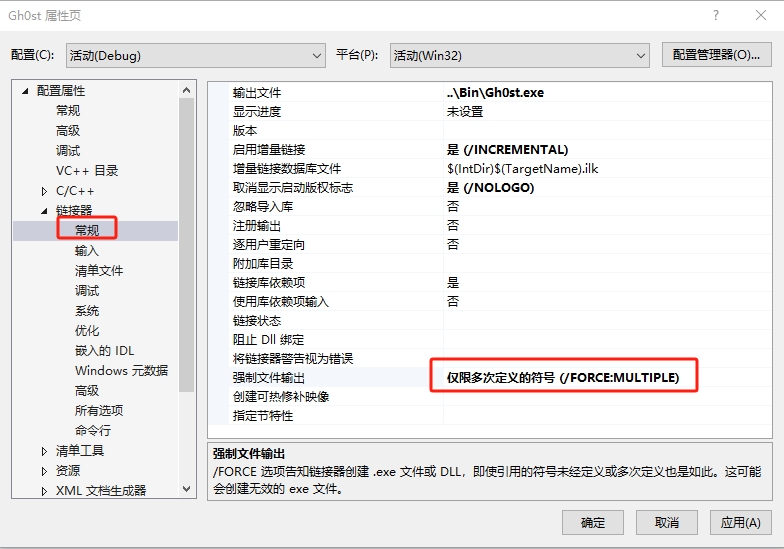 Gh0st 属性页
配置(C): 活动(Debug) 平台(P): 活动(Win32) 配置管理器(O)...
配置属性
常规
高级
调试
VC++ 目录
C/C++
链接器
常规
输入
清单文件
调试
系统
优化
嵌入的 IDL
Windows 元数据
高级
所有选项
命令行
清单工具
资源
XML 文档生成器
输出文件 ..\Bin\Gh0st.exe
显示进度 未设置
版本
启用增量链接 是 (/INCREMENTAL)
增量链接数据库文件 $(IntDir)$(TargetName).ilk
取消显示启动版权标志 是 (/NOLOGO)
忽略导入库 否
注册输出 否
逐用户重定向 否
附加库目录
链接库依赖项 是
使用库依赖项输入 否
链接状态
阻止 Dll 绑定
将链接器警告视为错误
强制文件输出 仅限多次定义的符号 (/FORCE:MULTIPLE)
创建可热修补映像
指定节特性
强制文件输出
/FORCE 选项告知链接器创建 .exe 文件或 DLL，即使引用的符号未经定义或多次定义也是如此。这可能
会创建无效的 exe 文件。
确定 取消 应用(A)